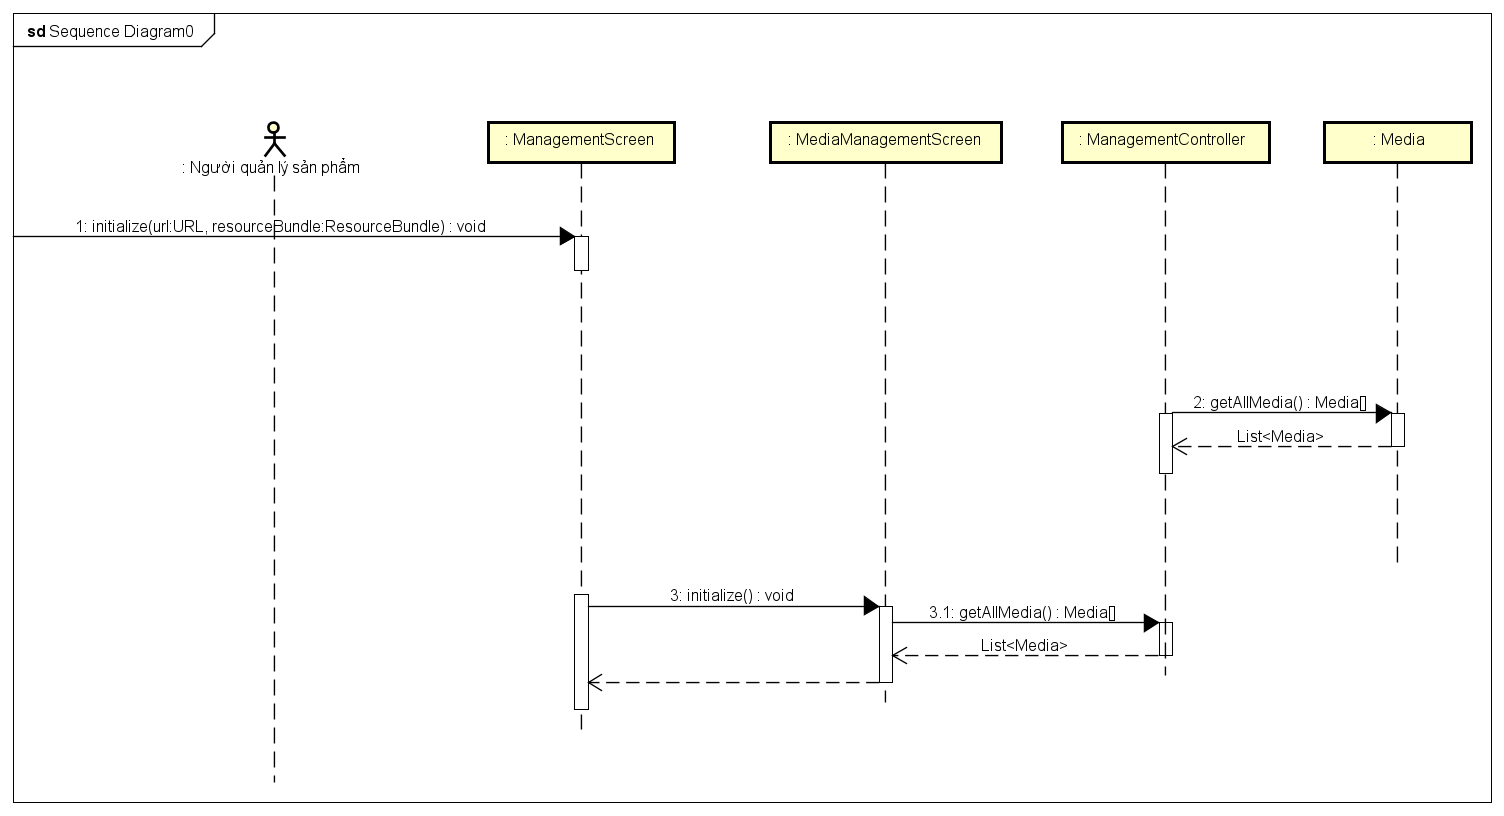 sd Sequence Diagram0
: Người quản lý sản phẩm
: ManagementScreen
: MediaManagementScreen
: ManagementController
: Media
1: initialize(url:URL, resourceBundle:ResourceBundle) : void
2: getAllMedia() : Media[]
List<Media>
3: initialize() : void
3.1: getAllMedia() : Media[]
List<Media>